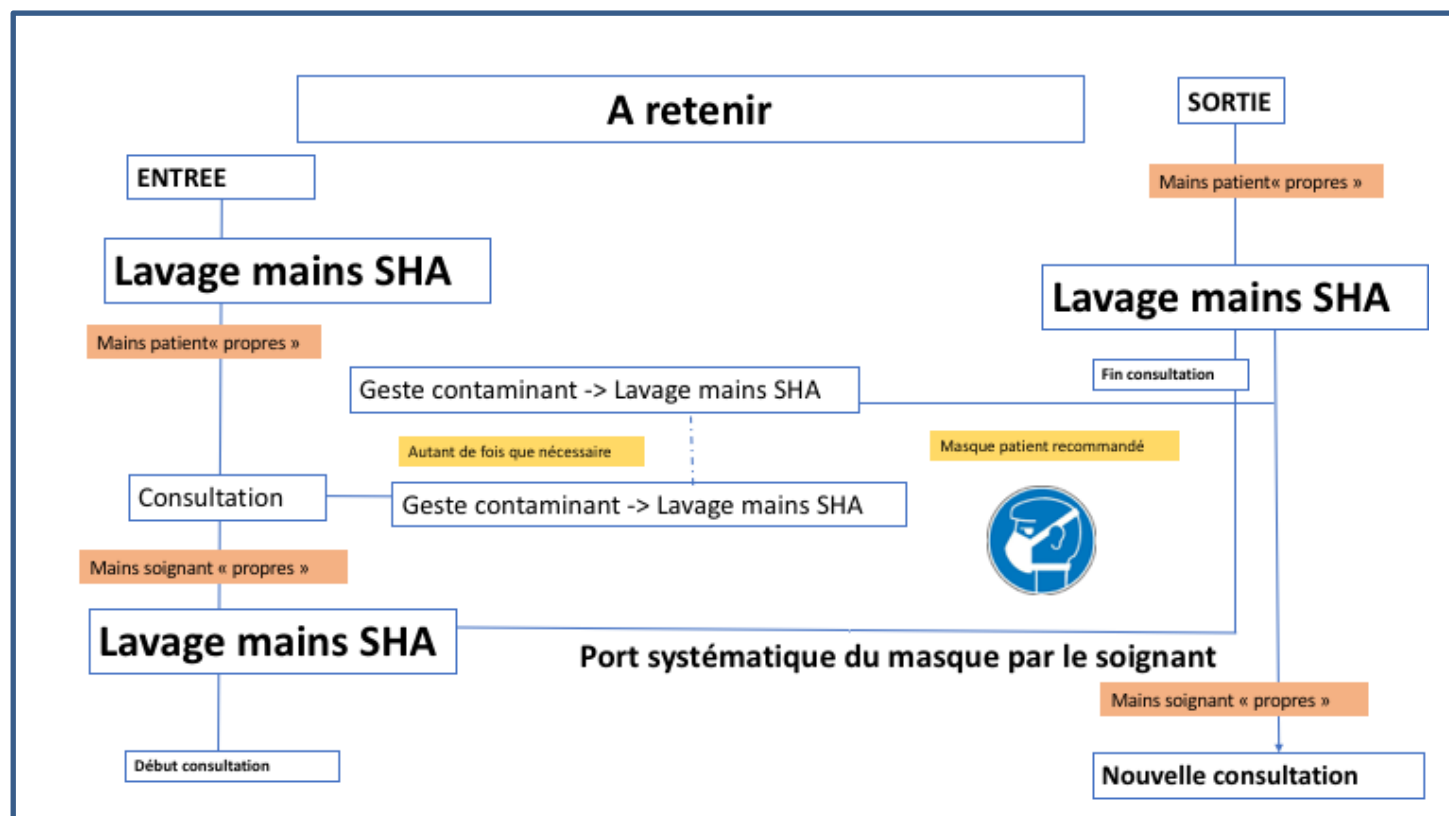 A retenir
SORTIE
ENTREE
Mains patient« propres »
Lavage mains SHA
Lavage mains SHA
Mains patient« propres »
Fin consultation
Geste contaminant -> Lavage mains SHA
Autant de fois que nécessaire
Masque patient recommandé
Consultation
Geste contaminant -> Lavage mains SHA
Mains soignant « propres »
Lavage mains SHA
Port systématique du masque par le soignant
Mains soignant « propres »
Début consultation
Nouvelle consultation